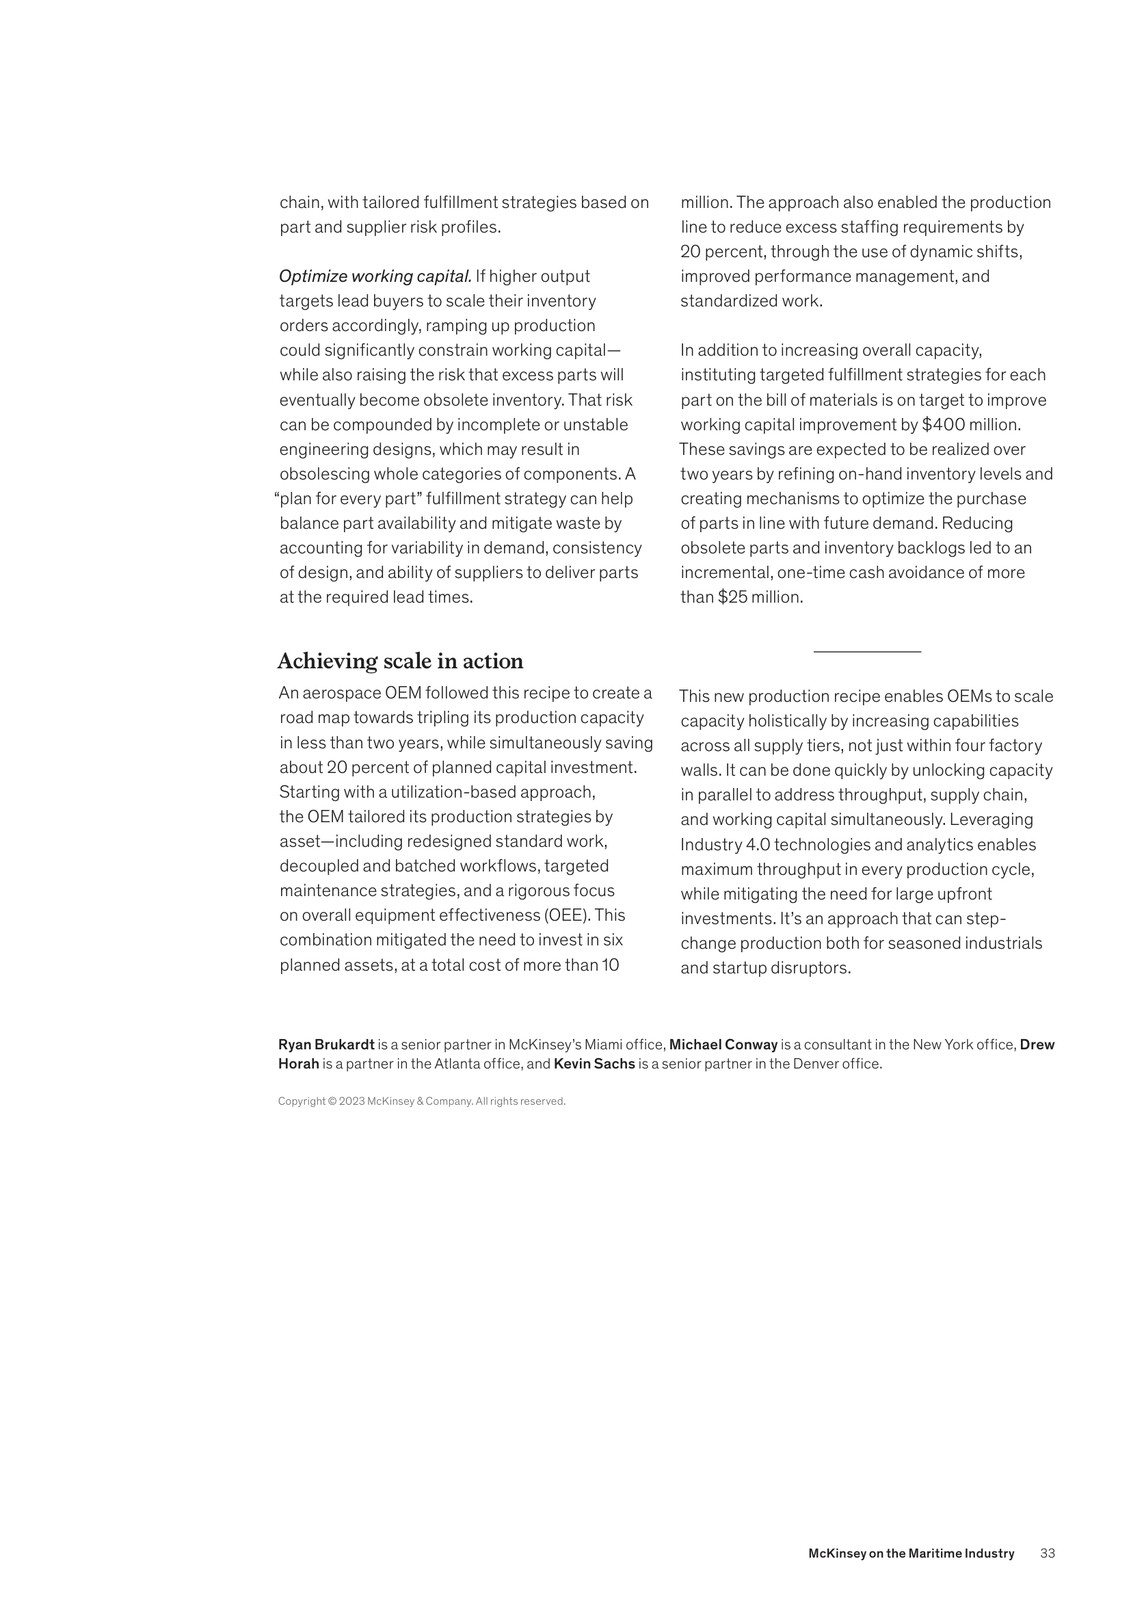 chain, with tailored fulfillment strategies based on
part and supplier risk profiles.
Optimize working capital. If higher output
targets lead buyers to scale their inventory
orders accordingly, ramping up production
could significantly constrain working capital—
while also raising the risk that excess parts will
eventually become obsolete inventory. That risk
can be compounded by incomplete or unstable
engineering designs, which may result in
obsolescing whole categories of components. A
“plan for every part” fulfillment strategy can help
balance part availability and mitigate waste by
accounting for variability in demand, consistency
of design, and ability of suppliers to deliver parts
at the required lead times.
Achieving scale in action
An aerospace OEM followed this recipe to create a
road map towards tripling its production capacity
in less than two years, while simultaneously saving
about 20 percent of planned capital investment.
Starting with a utilization-based approach,
the OEM tailored its production strategies by
asset—including redesigned standard work,
decoupled and batched workflows, targeted
maintenance strategies, and a rigorous focus
on overall equipment effectiveness (OEE). This
combination mitigated the need to invest in six
planned assets, at a total cost of more than 10
million. The approach also enabled the production
line to reduce excess staffing requirements by
20 percent, through the use of dynamic shifts,
improved performance management, and
standardized work.
In addition to increasing overall capacity,
instituting targeted fulfillment strategies for each
part on the bill of materials is on target to improve
working capital improvement by $400 million.
These savings are expected to be realized over
two years by refining on-hand inventory levels and
creating mechanisms to optimize the purchase
of parts in line with future demand. Reducing
obsolete parts and inventory backlogs led to an
incremental, one-time cash avoidance of more
than $25 million.
This new production recipe enables OEMs to scale
capacity holistically by increasing capabilities
across all supply tiers, not just within four factory
walls. It can be done quickly by unlocking capacity
in parallel to address throughput, supply chain,
and working capital simultaneously. Leveraging
Industry 4.0 technologies and analytics enables
maximum throughput in every production cycle,
while mitigating the need for large upfront
investments. It’s an approach that can step-
change production both for seasoned industrials
and startup disruptors.
Ryan Brukardt is a senior partner in McKinsey’s Miami office, Michael Conway is a consultant in the New York office, Drew
Horah is a partner in the Atlanta office, and Kevin Sachs is a senior partner in the Denver office.
Copyright © 2023 McKinsey & Company. All rights reserved.
McKinsey on the Maritime Industry 33